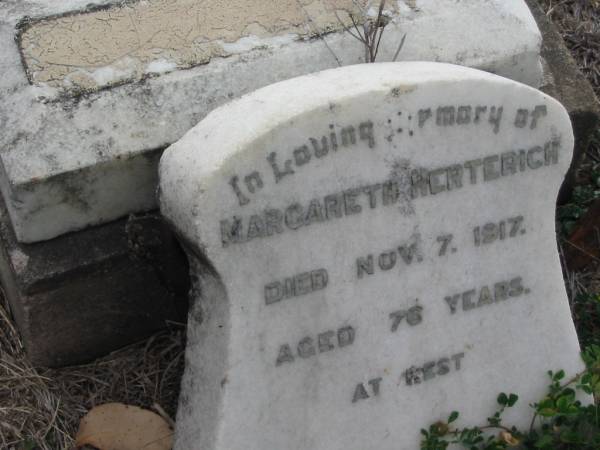 In Loving Memory of
MARGARETH HERTERICH
DIED NOV. 7. 1917.
AGED 76 YEARS.
AT REST